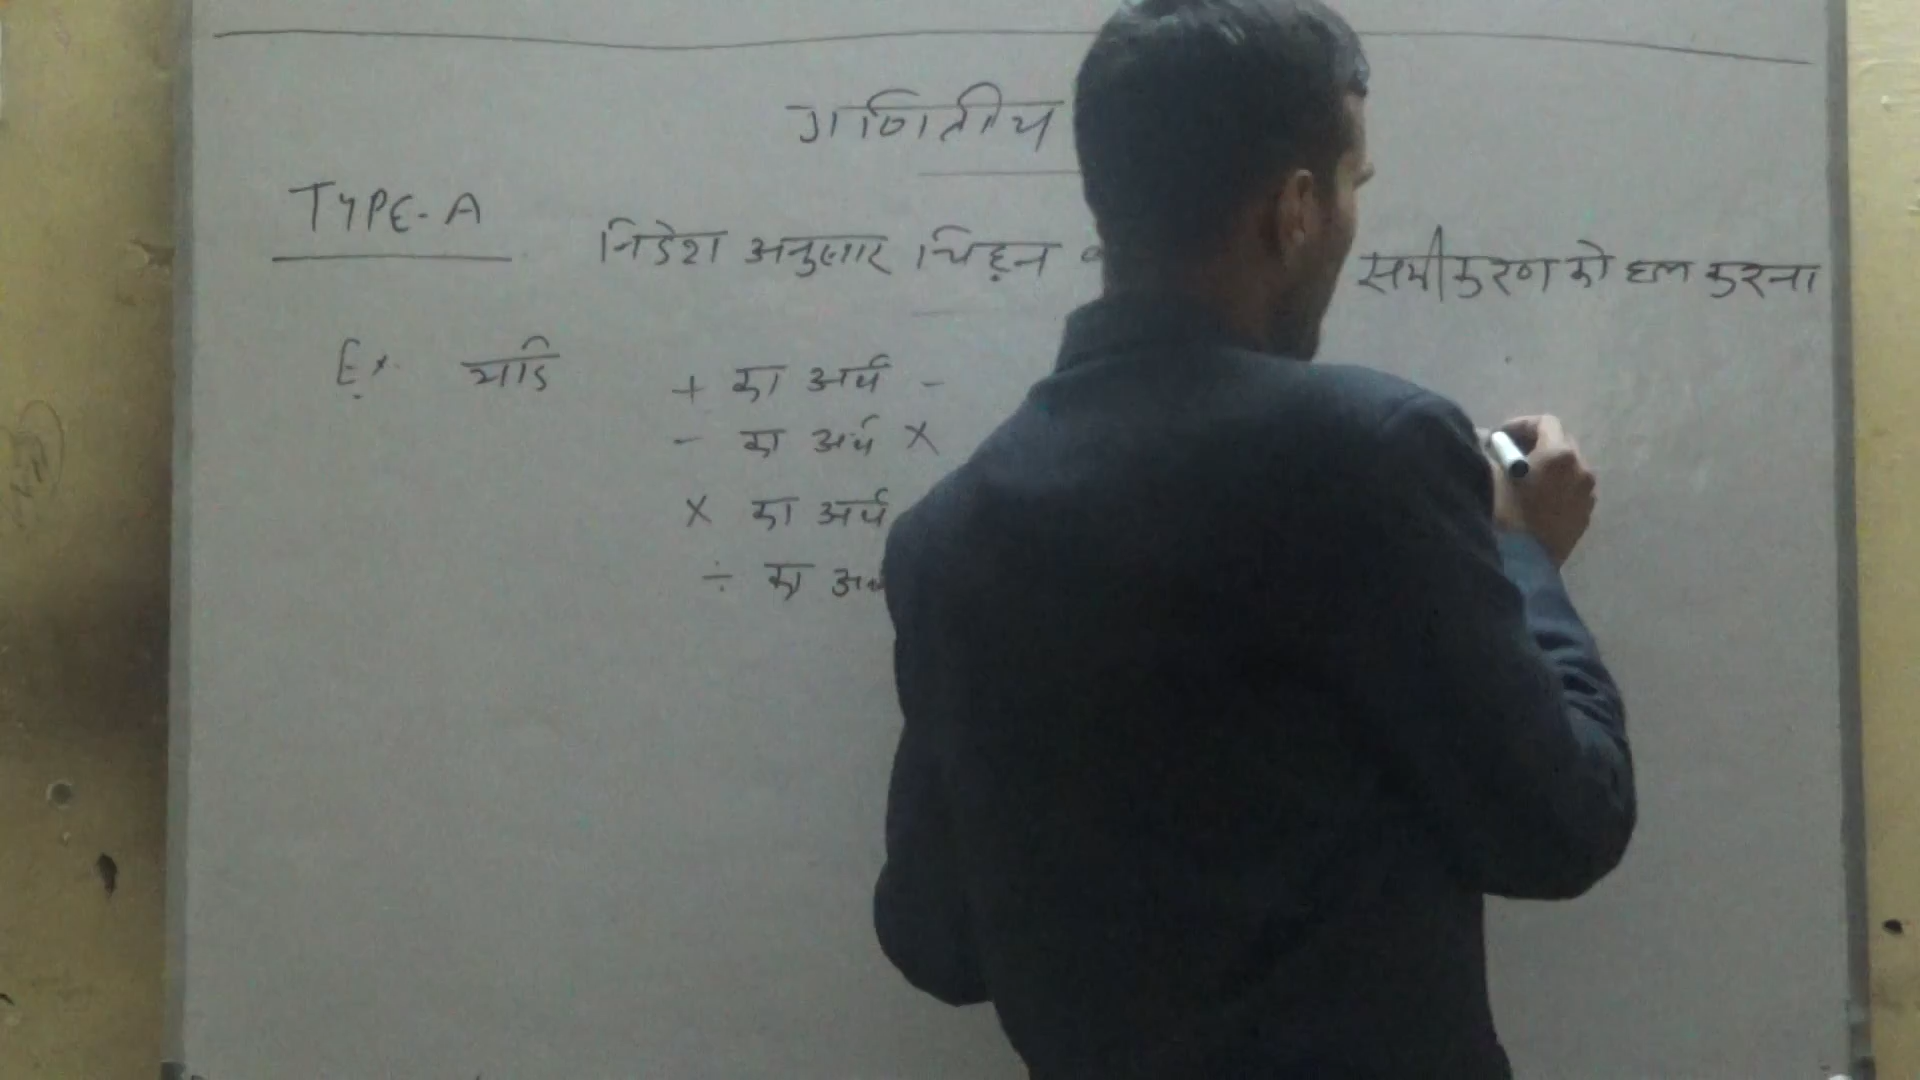 गणितीय
TYPE-A निर्देश अनुसार चिह्न समीकरण को हल करना
Ex. यदि + का अर्थ -
- का अर्थ ×
× का अर्थ
÷ का